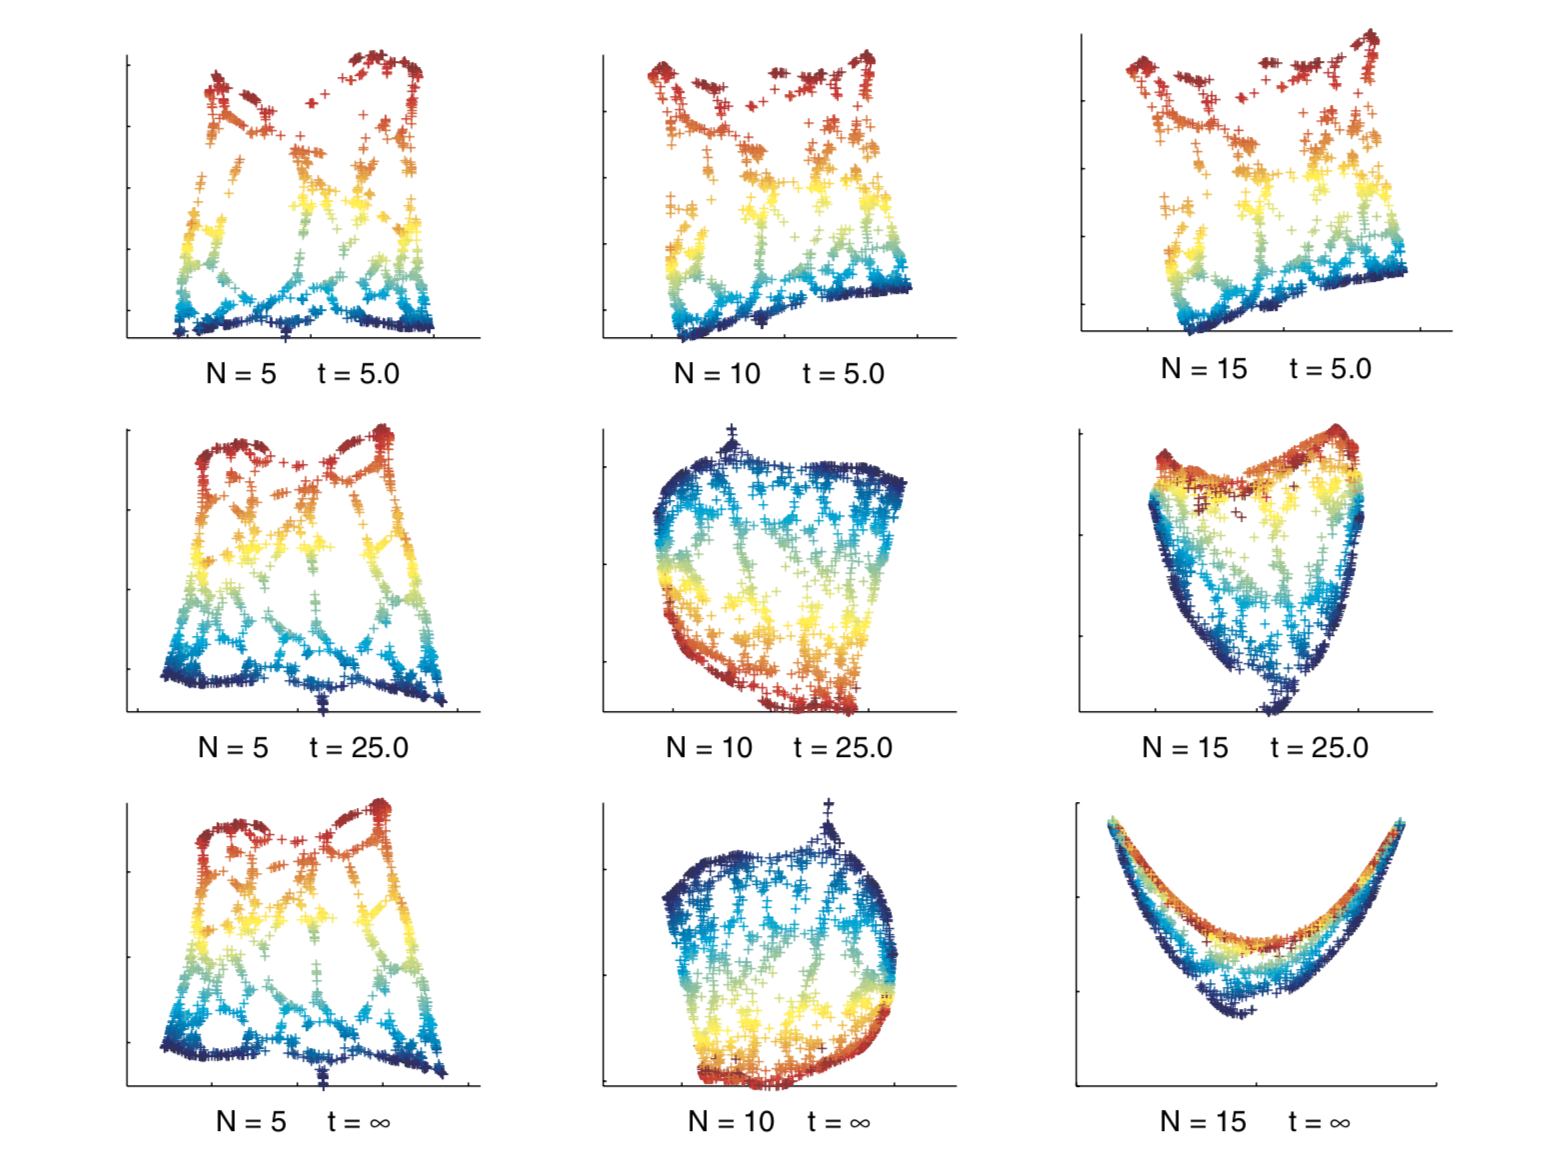 N = 5 t = 5.0
N = 10 t = 5.0
N = 15 t = 5.0
N = 5 t = 25.0
N = 10 t = 25.0
N = 15 t = 25.0
N = 5 t = ∞
N = 10 t = ∞
N = 15 t = ∞